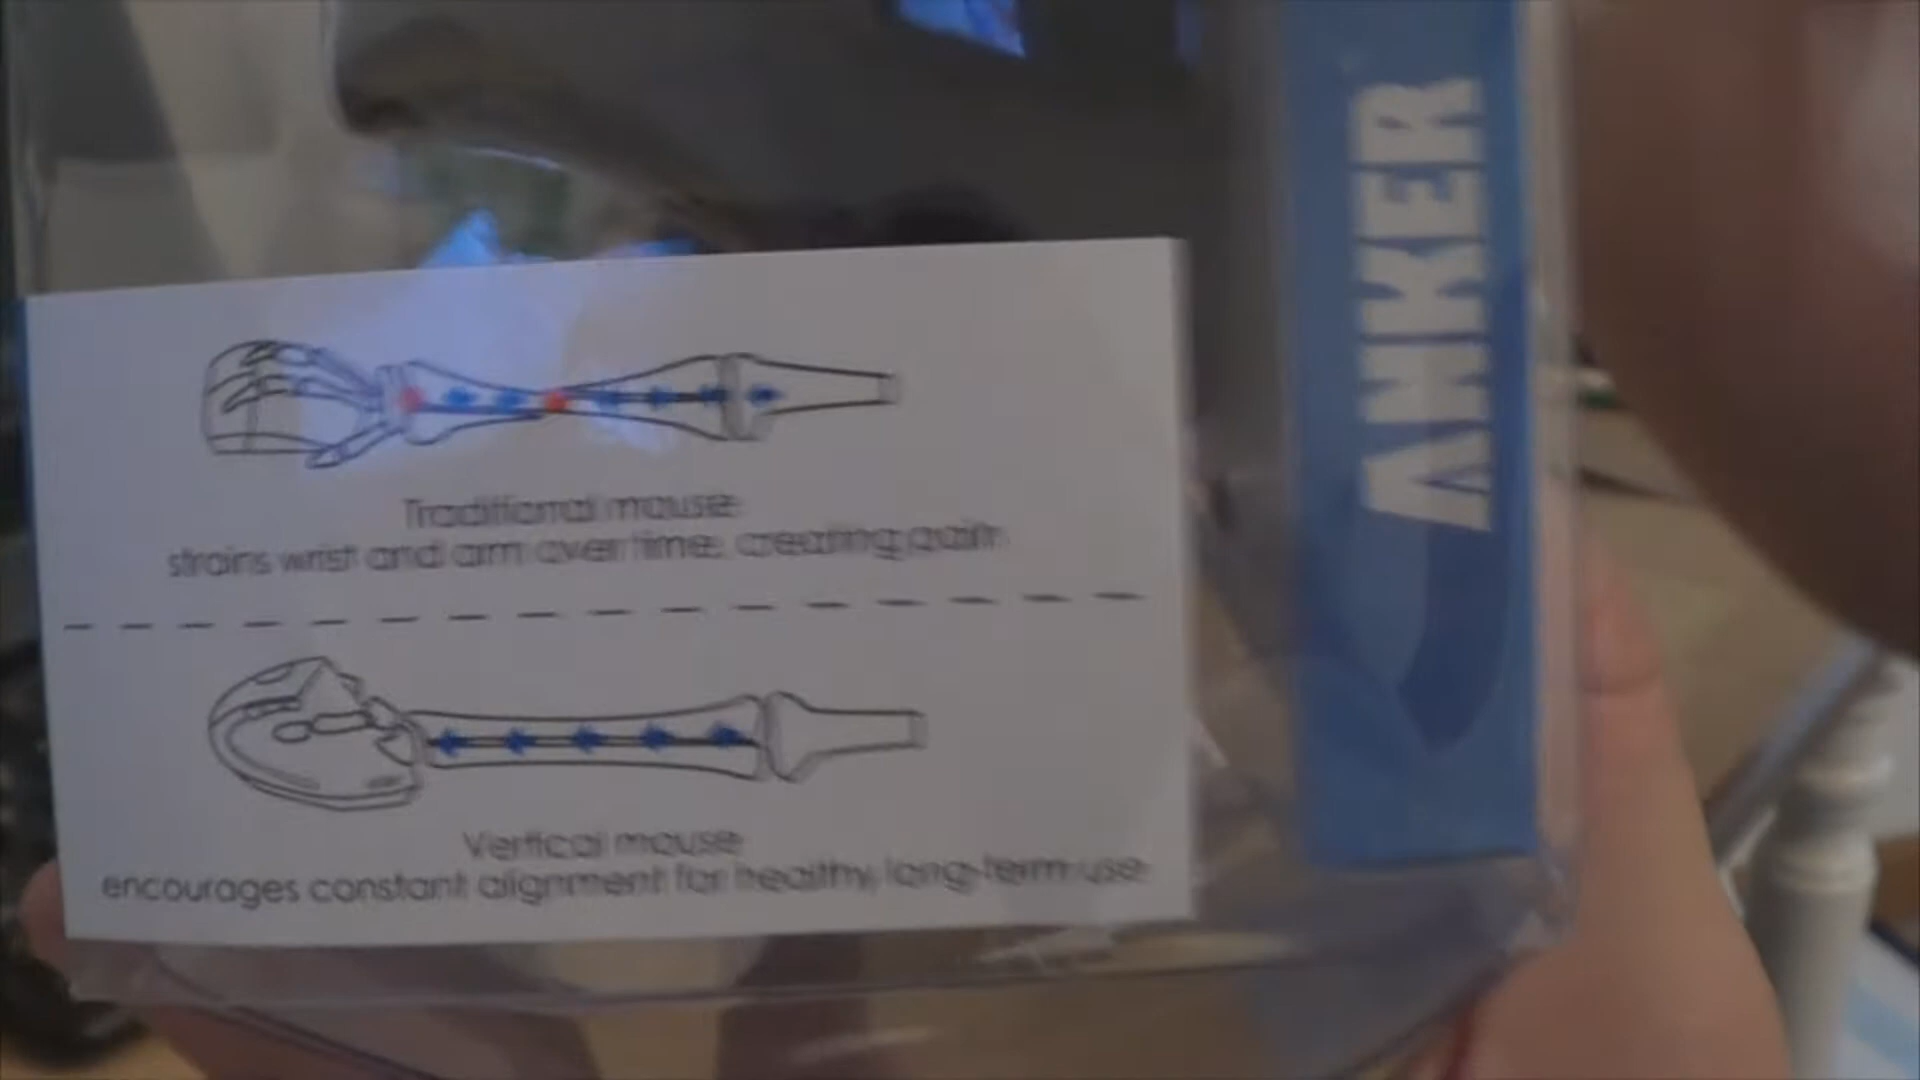 Traditional mouse
strains wrist and arm over time, creating pain
Vertical mouse
encourages constant alignment for healthy, long-term use
ANKER